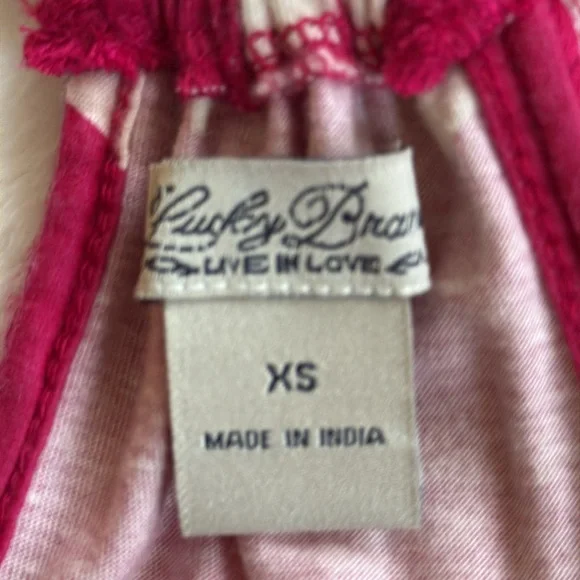 Lucky Bran
LIVE IN LOVE
XS
MADE IN INDIA